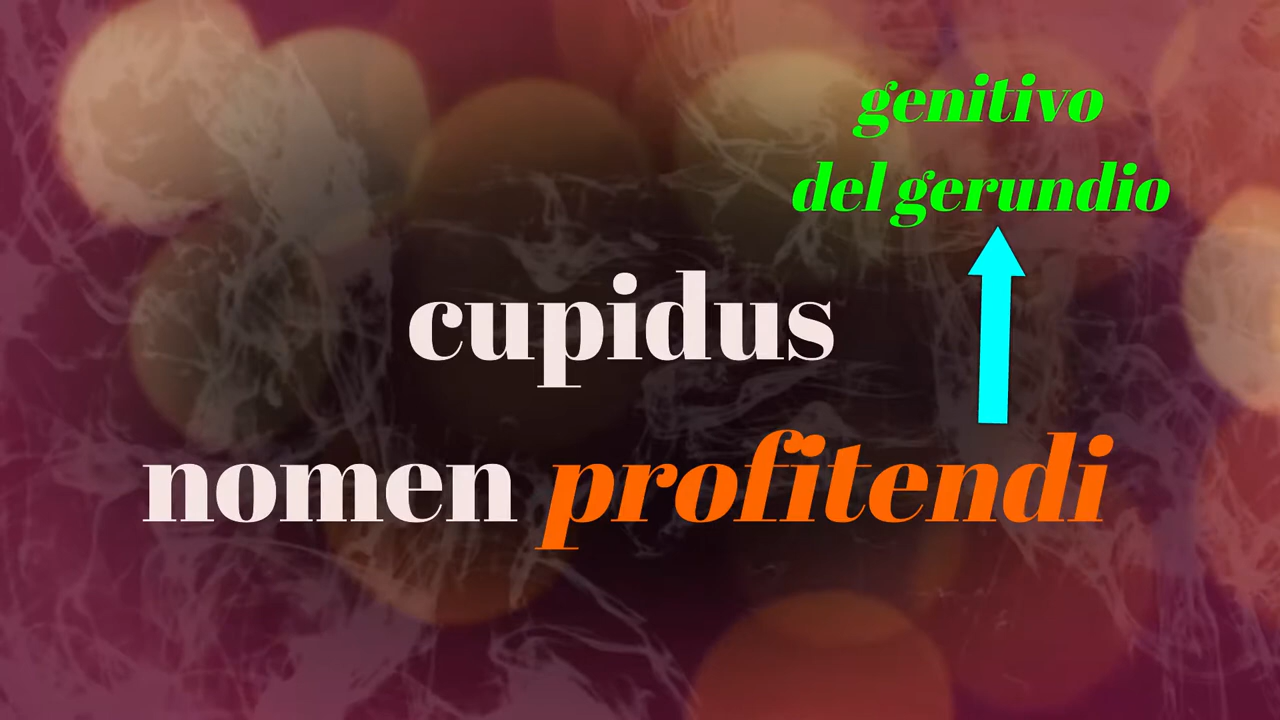 genitivo
del gerundio
cupidus
nomen profitendi